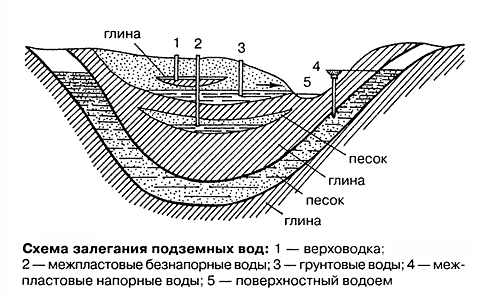 глина
1 2 3
4
5
песок
глина
песок
глина
Схема залегания подземных вод: 1 — верховодка;
2 — межпластовые безнапорные воды; 3 — грунтовые воды; 4 — меж-
пластовые напорные воды; 5 — поверхностный водоем